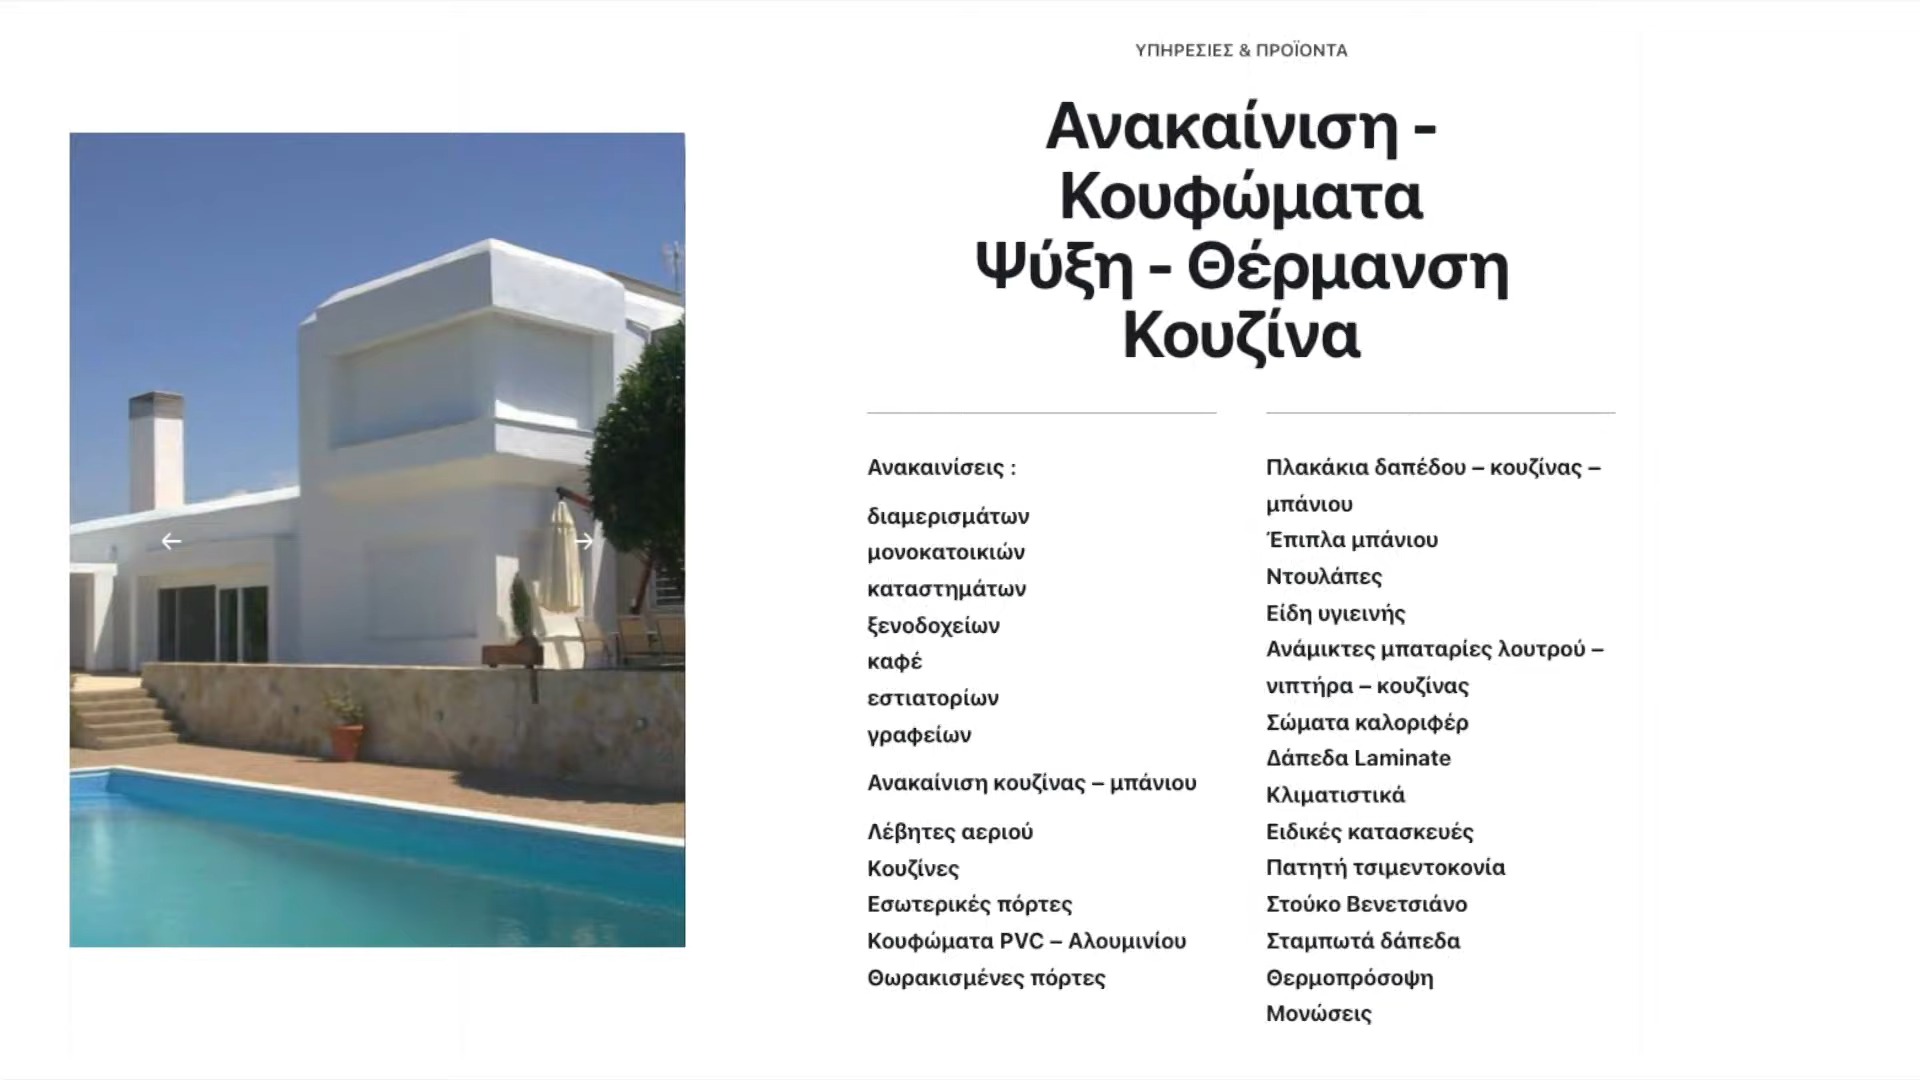 ΥΠΗΡΕΣΙΕΣ & ΠΡΟΪΟΝΤΑ
Ανακαίνιση -
Κουφώματα
Ψύξη - Θέρμανση
Κουζίνα
Ανακαινίσεις :
διαμερισμάτων
μονοκατοικιών
καταστημάτων
ξενοδοχείων
καφέ
εστιατορίων
γραφείων
Ανακαίνιση κουζίνας – μπάνιου
Λέβητες αεριού
Κουζίνες
Εσωτερικές πόρτες
Κουφώματα PVC – Αλουμινίου
Θωρακισμένες πόρτες
Πλακάκια δαπέδου – κουζίνας –
μπάνιου
Έπιπλα μπάνιου
Ντουλάπες
Είδη υγιεινής
Ανάμικτες μπαταρίες λουτρού –
νιπτήρα – κουζίνας
Σώματα καλοριφέρ
Δάπεδα Laminate
Κλιματιστικά
Ειδικές κατασκευές
Πατητή τσιμεντοκονία
Στούκο Βενετσιάνο
Σταμπωτά δάπεδα
Θερμοπρόσοψη
Μονώσεις